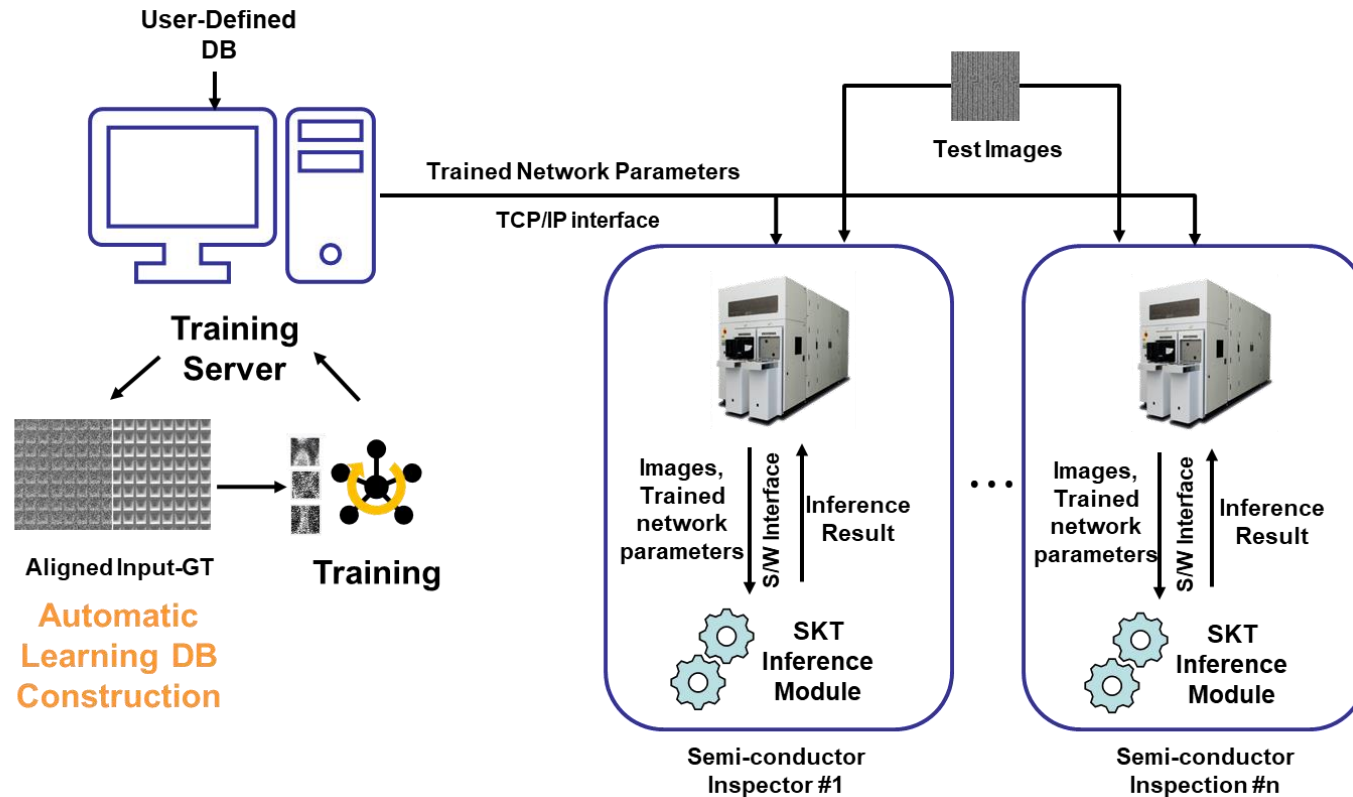 User-Defined
DB
Test Images
Trained Network Parameters
TCP/IP interface
Training
Server
Aligned Input-GT
Training
Automatic
Learning DB
Construction
Images,
Trained
network
parameters
S/W Interface
Inference
Result
SKT
Inference
Module
Semi-conductor
Inspector #1
...
Images,
Trained
network
parameters
S/W Interface
Inference
Result
SKT
Inference
Module
Semi-conductor
Inspection #n